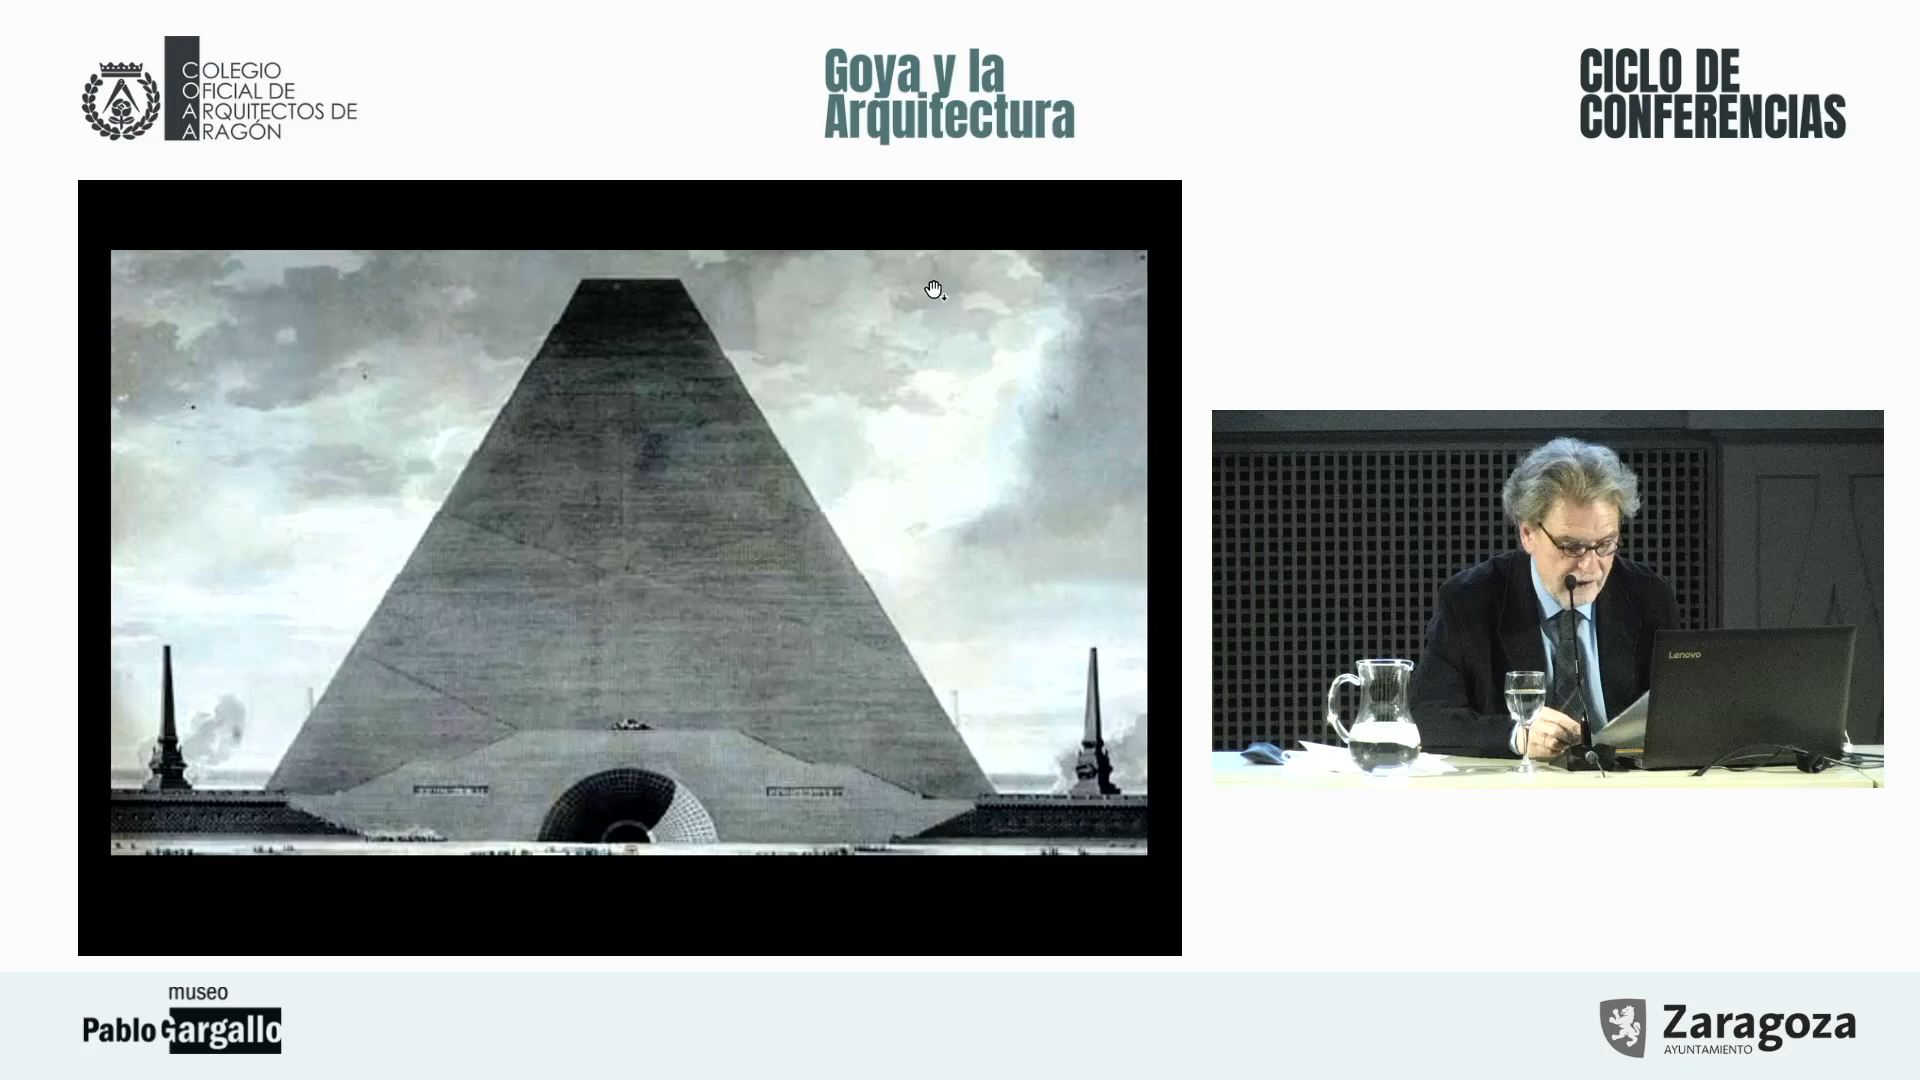 COLEGIO
OFICIAL DE
ARQUITECTOS DE
ARAGÓN
Goya y la
Arquitectura
CICLO DE
CONFERENCIAS
Lenovo
museo
Pablo Gargallo
Zaragoza
AYUNTAMIENTO